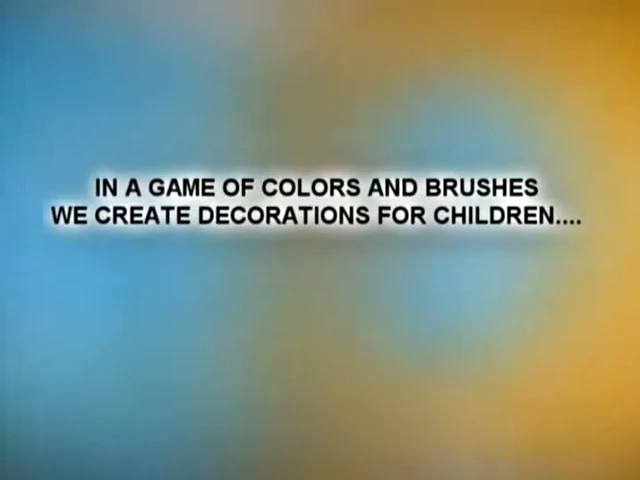 IN A GAME OF COLORS AND BRUSHES
WE CREATE DECORATIONS FOR CHILDREN....